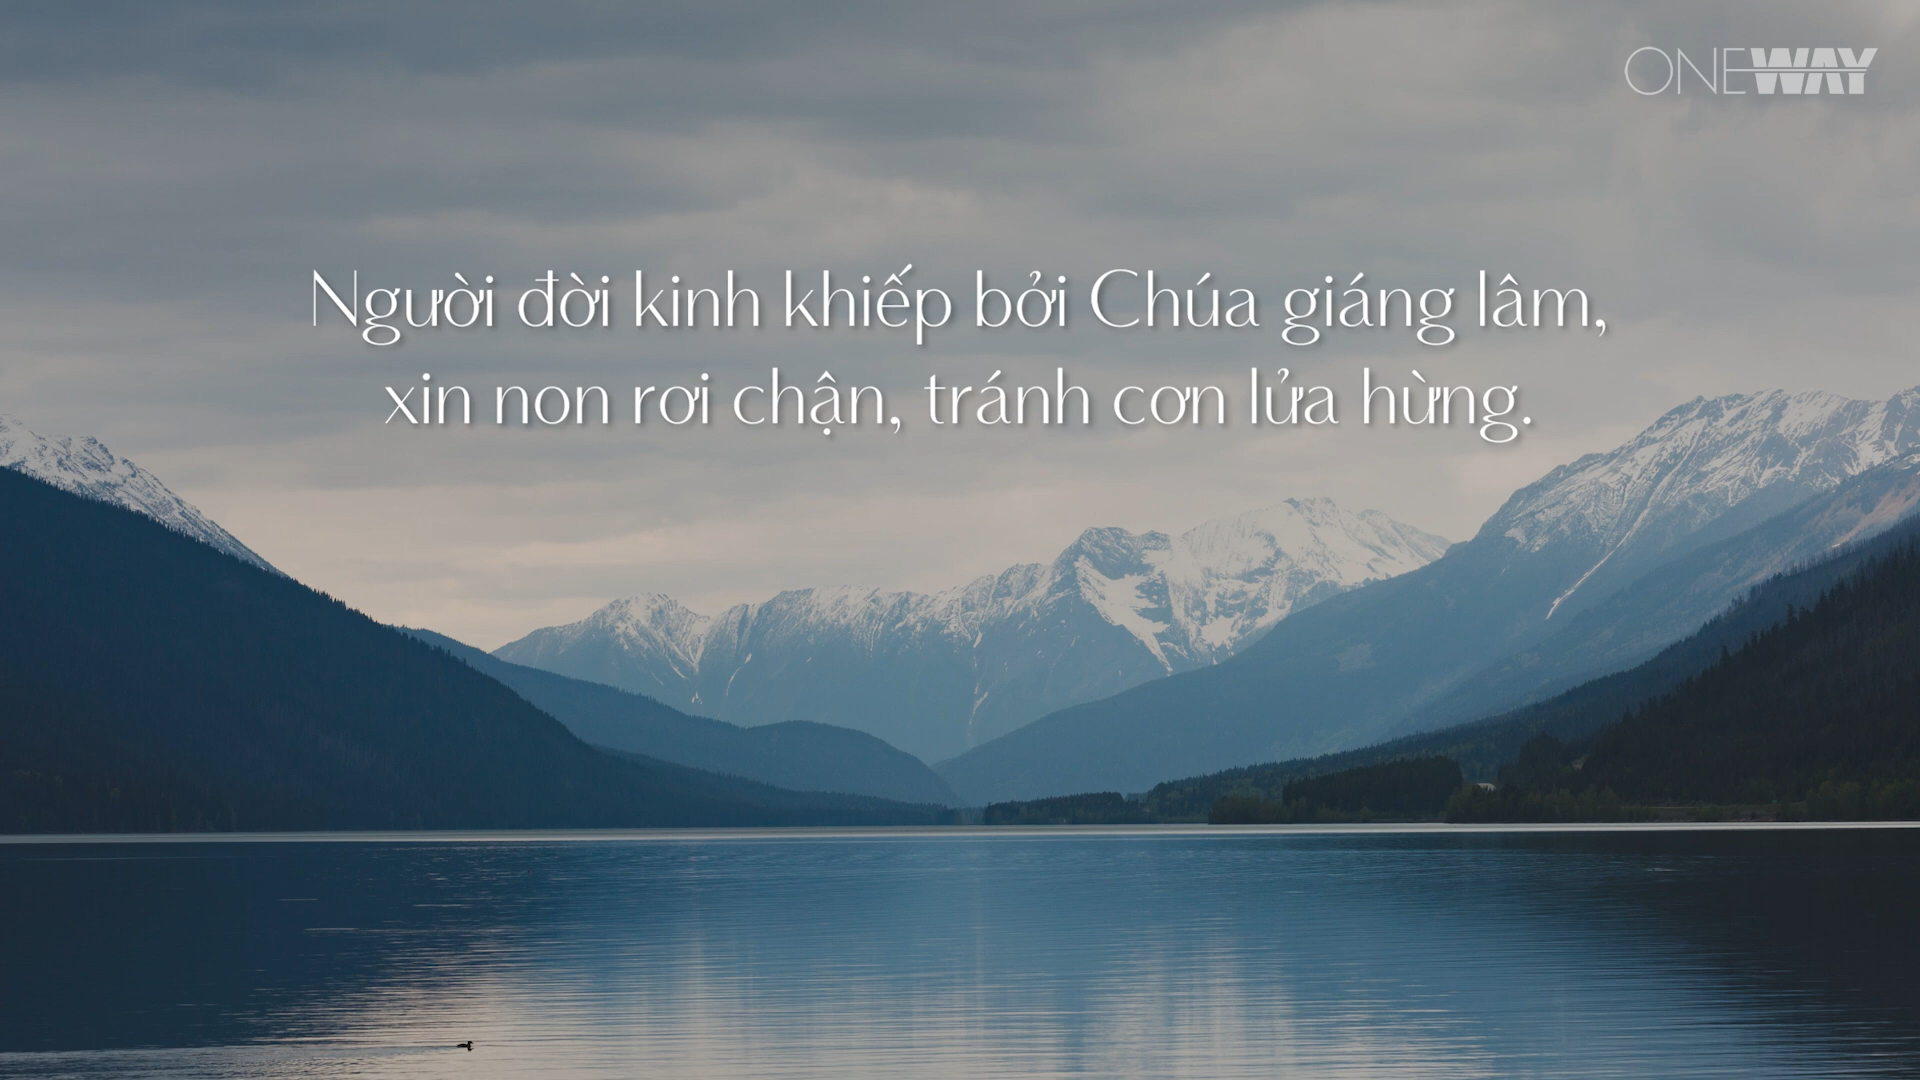 ONEWAY
Người đời kinh khiếp bởi Chúa giáng lâm,
xin non rơi chận, tránh cơn lửa hừng.